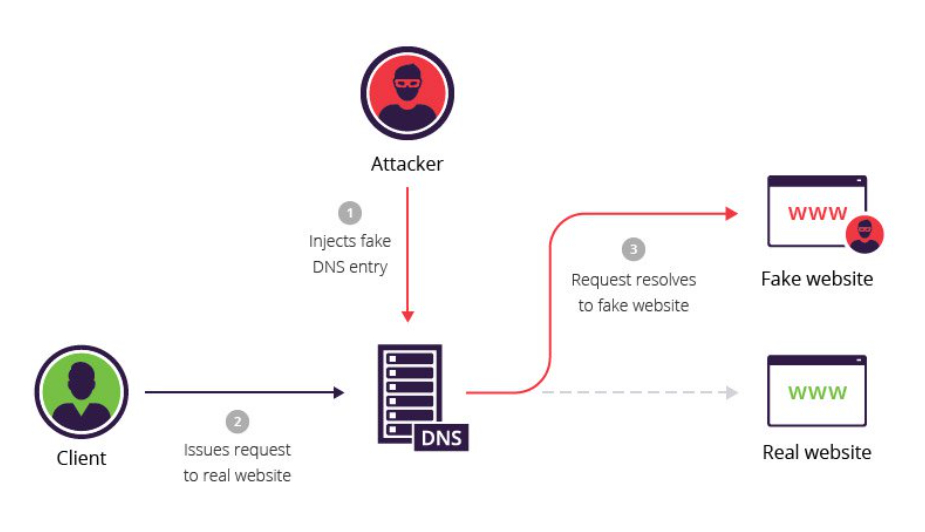 Attacker
1
Injects fake
DNS entry
www
3
Request resolves
to fake website
Fake website
DNS
www
Client
2
Issues request
to real website
Real website